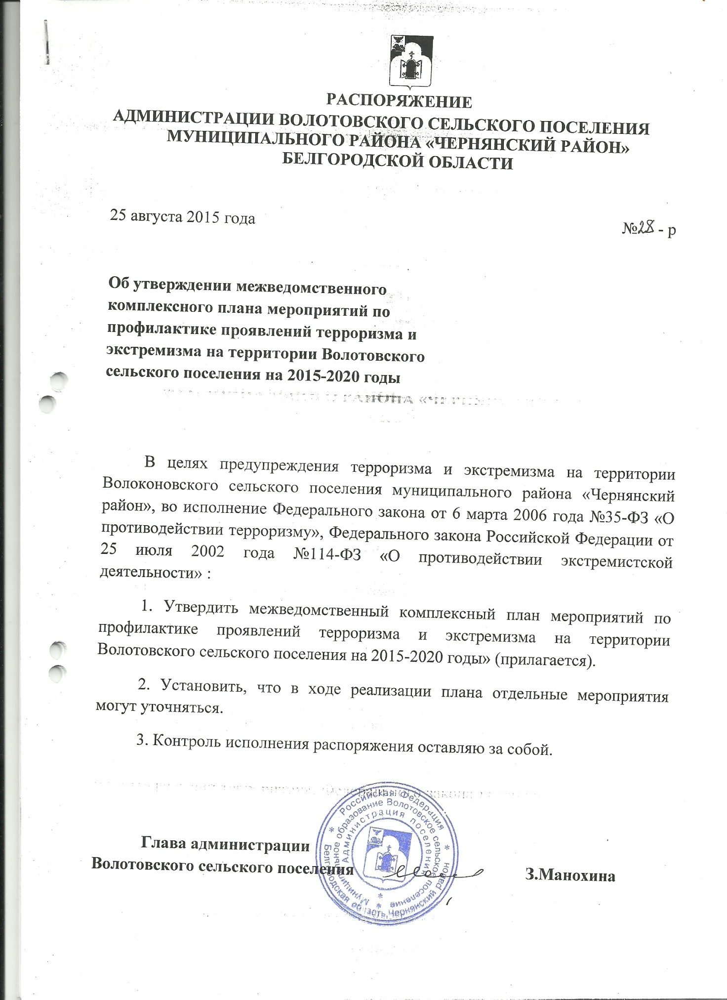 РАСПОРЯЖЕНИЕ
АДМИНИСТРАЦИИ ВОЛОТОВСКОГО СЕЛЬСКОГО ПОСЕЛЕНИЯ
МУНИЦИПАЛЬНОГО РАЙОНА «ЧЕРНЯНСКИЙ РАЙОН»
БЕЛГОРОДСКОЙ ОБЛАСТИ
25 августа 2015 года
№28 - р
Об утверждении межведомственного
комплексного плана мероприятий по
профилактике проявлений терроризма и
экстремизма на территории Волотовского
сельского поселения на 2015-2020 годы
В целях предупреждения терроризма и экстремизма на территории
Волоконовского сельского поселения муниципального района «Чернянский
район», во исполнение Федерального закона от 6 марта 2006 года №35-ФЗ «О
противодействии терроризму», Федерального закона Российской Федерации от
25 июля 2002 года №114-ФЗ «О противодействии экстремистской
деятельности» :
1. Утвердить межведомственный комплексный план мероприятий по
профилактике проявлений терроризма и экстремизма на территории
Волотовского сельского поселения на 2015-2020 годы» (прилагается).
2. Установить, что в ходе реализации плана отдельные мероприятия
могут уточняться.
3. Контроль исполнения распоряжения оставляю за собой.
Глава администрации
Волотовского сельского поселения
З.Манохина
* Российская Федерация *
Белгородская область, Чернянский район
* Муниципальное образование Волотовское сельское поселение
* Администрация поселения